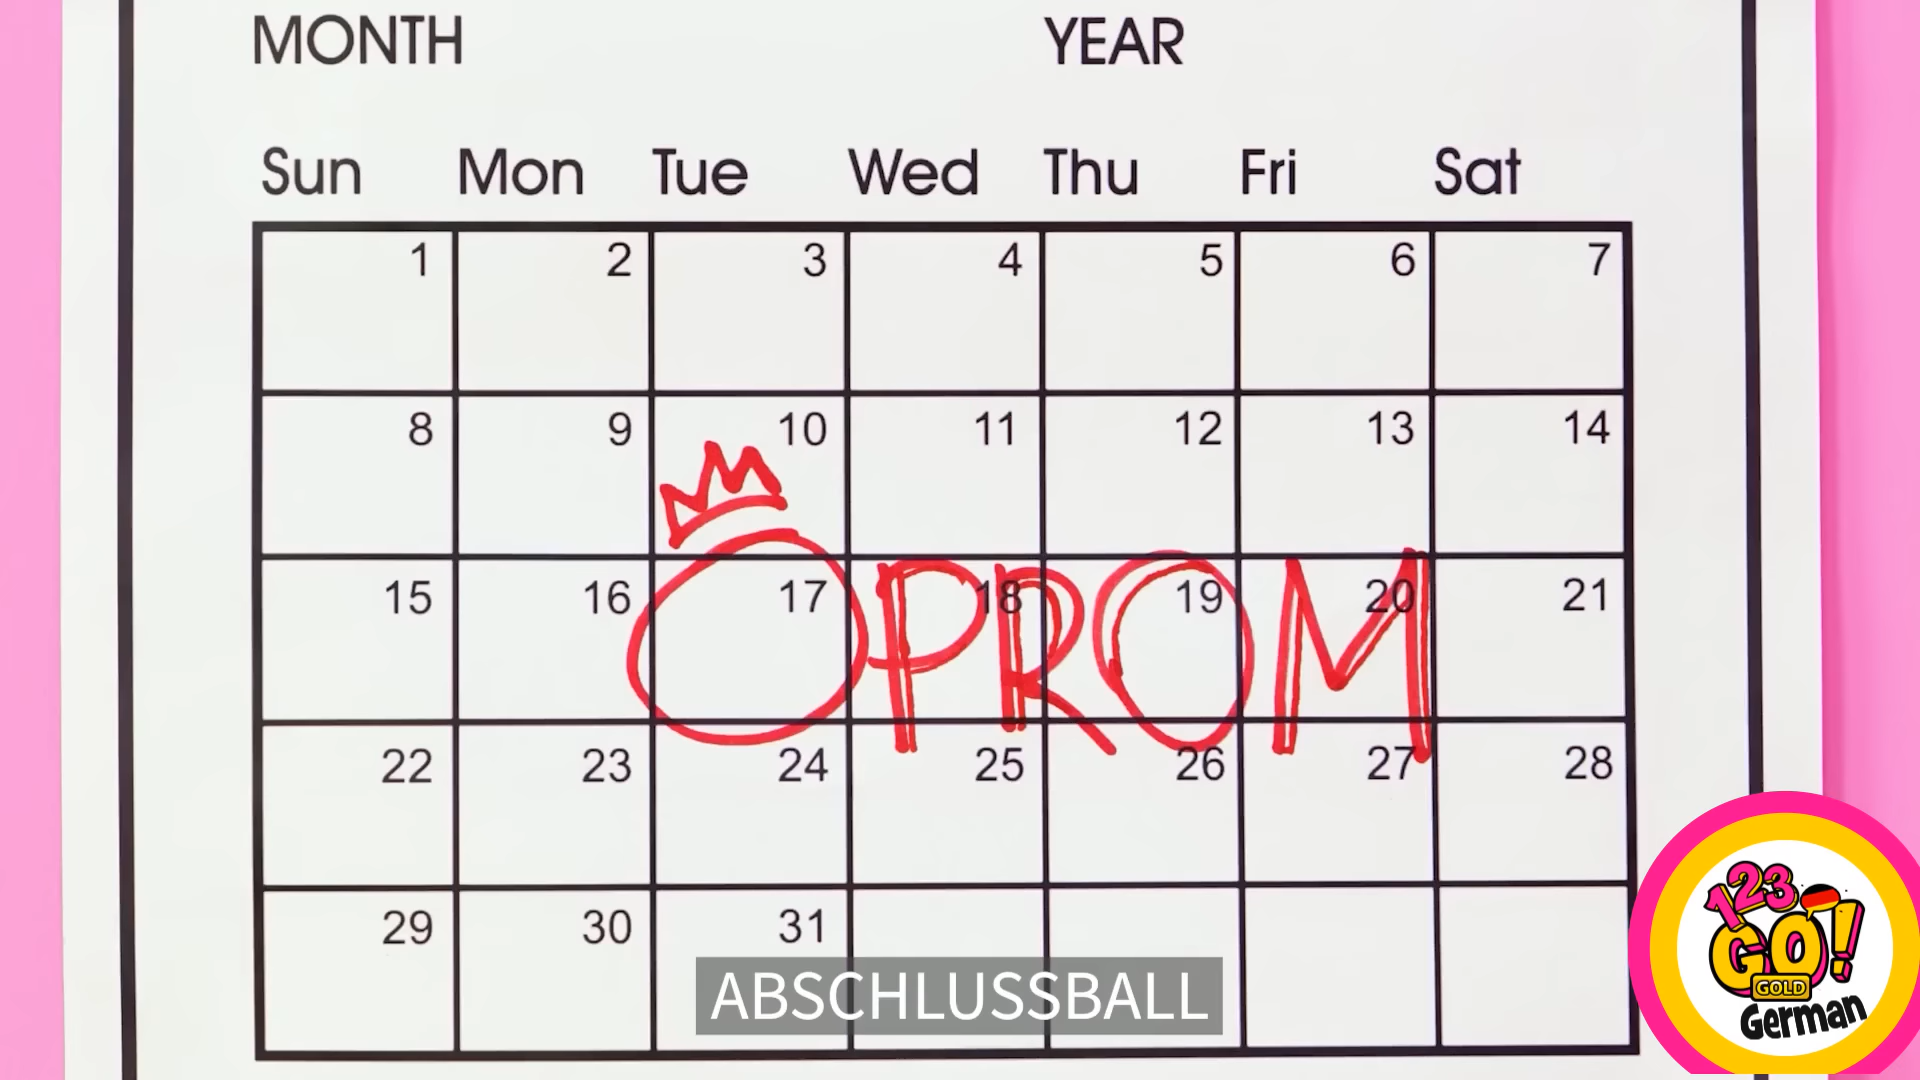 MONTH YEAR
Sun Mon Tue Wed Thu Fri Sat
1 2 3 4 5 6 7
8 9 10 11 12 13 14
15 16 17 18 19 20 21
PROM
22 23 24 25 26 27 28
29 30 31
ABSCHLUSSBALL
123
GO!
GOLD
German